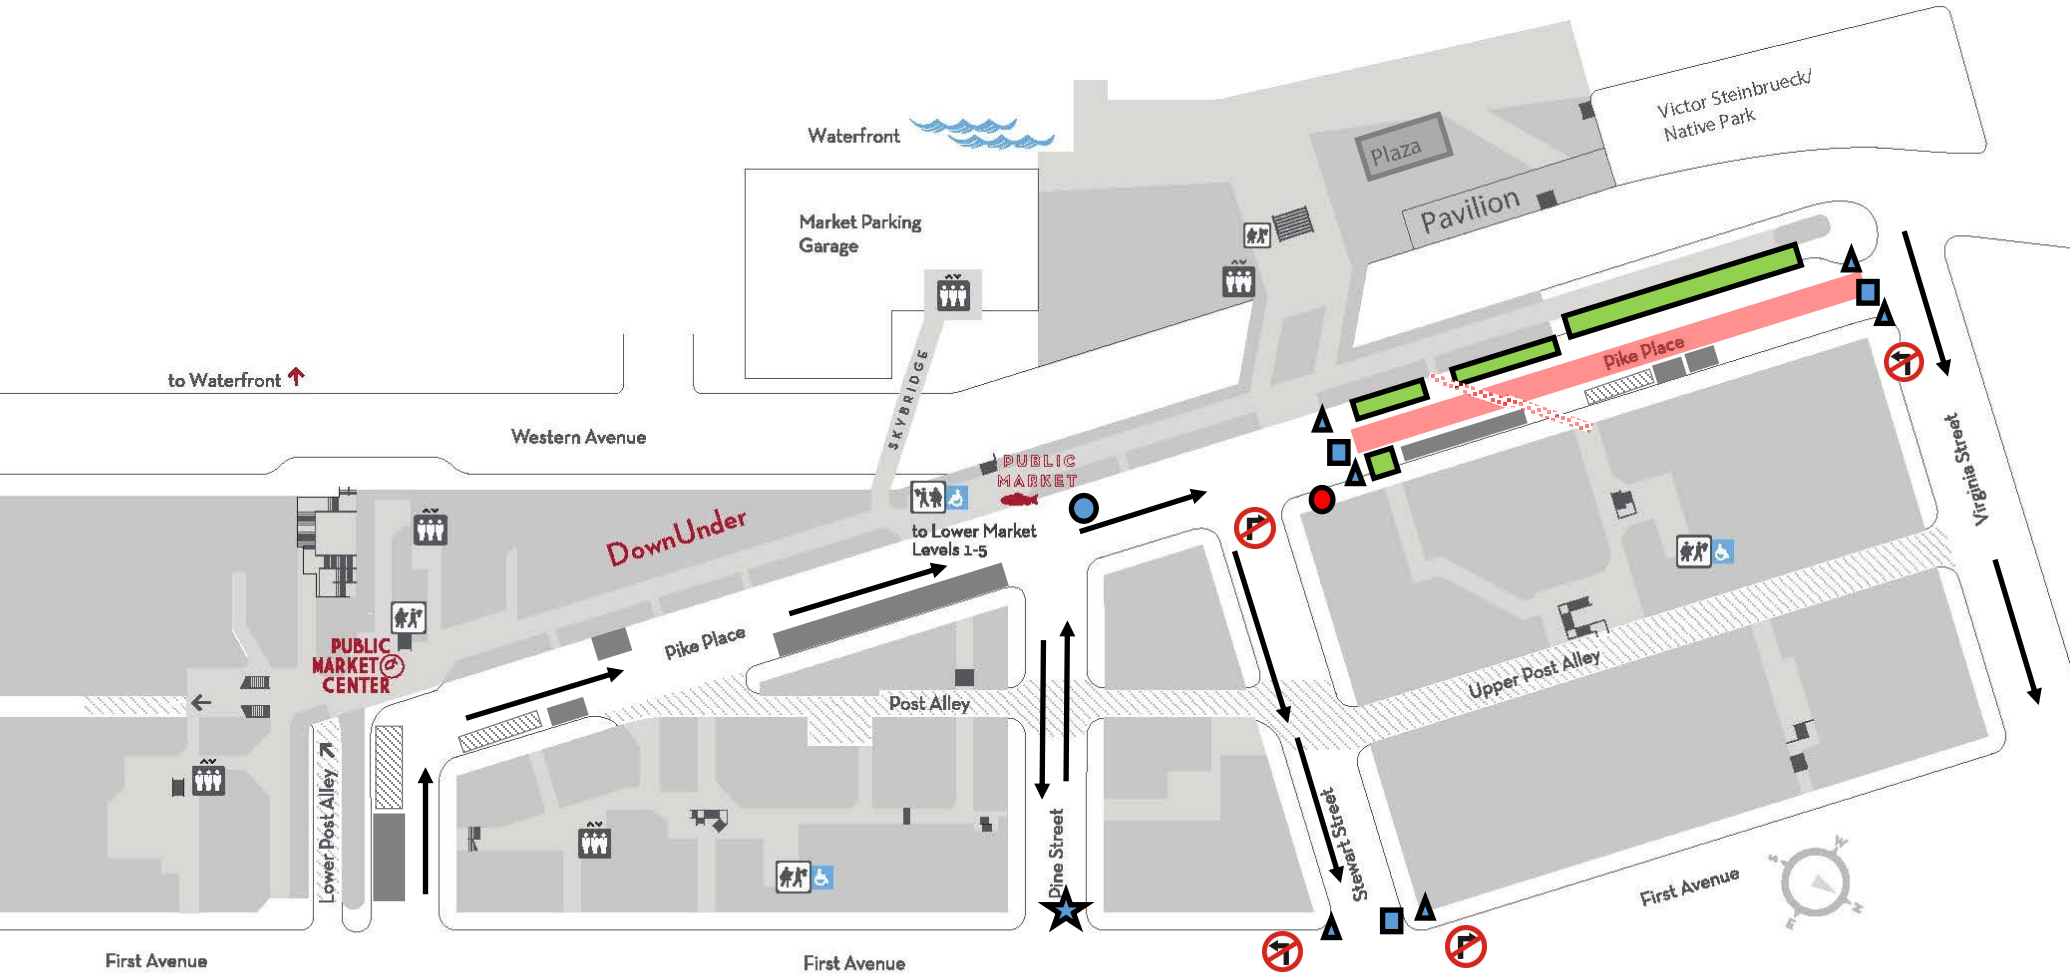 Victor Steinbrueck/
Native Park
Waterfront
Plaza
Pavilion
Market Parking
Garage
SKYBRIDGE
Pike Place
to Waterfront
Western Avenue
PUBLIC
MARKET
to Lower Market
Levels 1-5
DownUnder
Virginia Street
PUBLIC
MARKET@
CENTER
Pike Place
Upper Post Alley
Post Alley
Lower Post Alley
Pine Street
Stewart Street
First Avenue
First Avenue
First Avenue
N